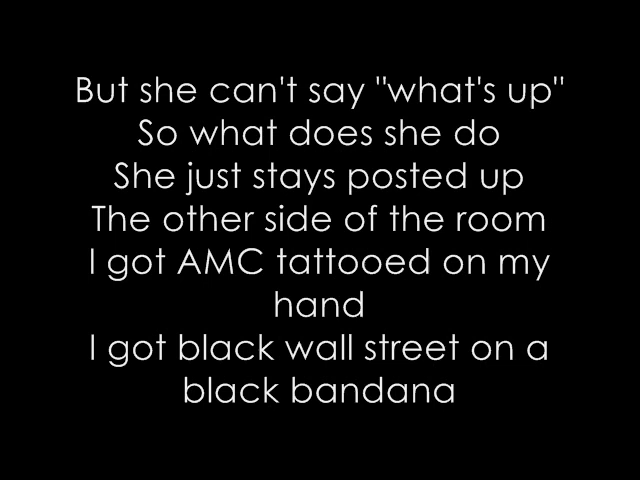 But she can't say "what's up"
So what does she do
She just stays posted up
The other side of the room
I got AMC tattooed on my
hand
I got black wall street on a
black bandana